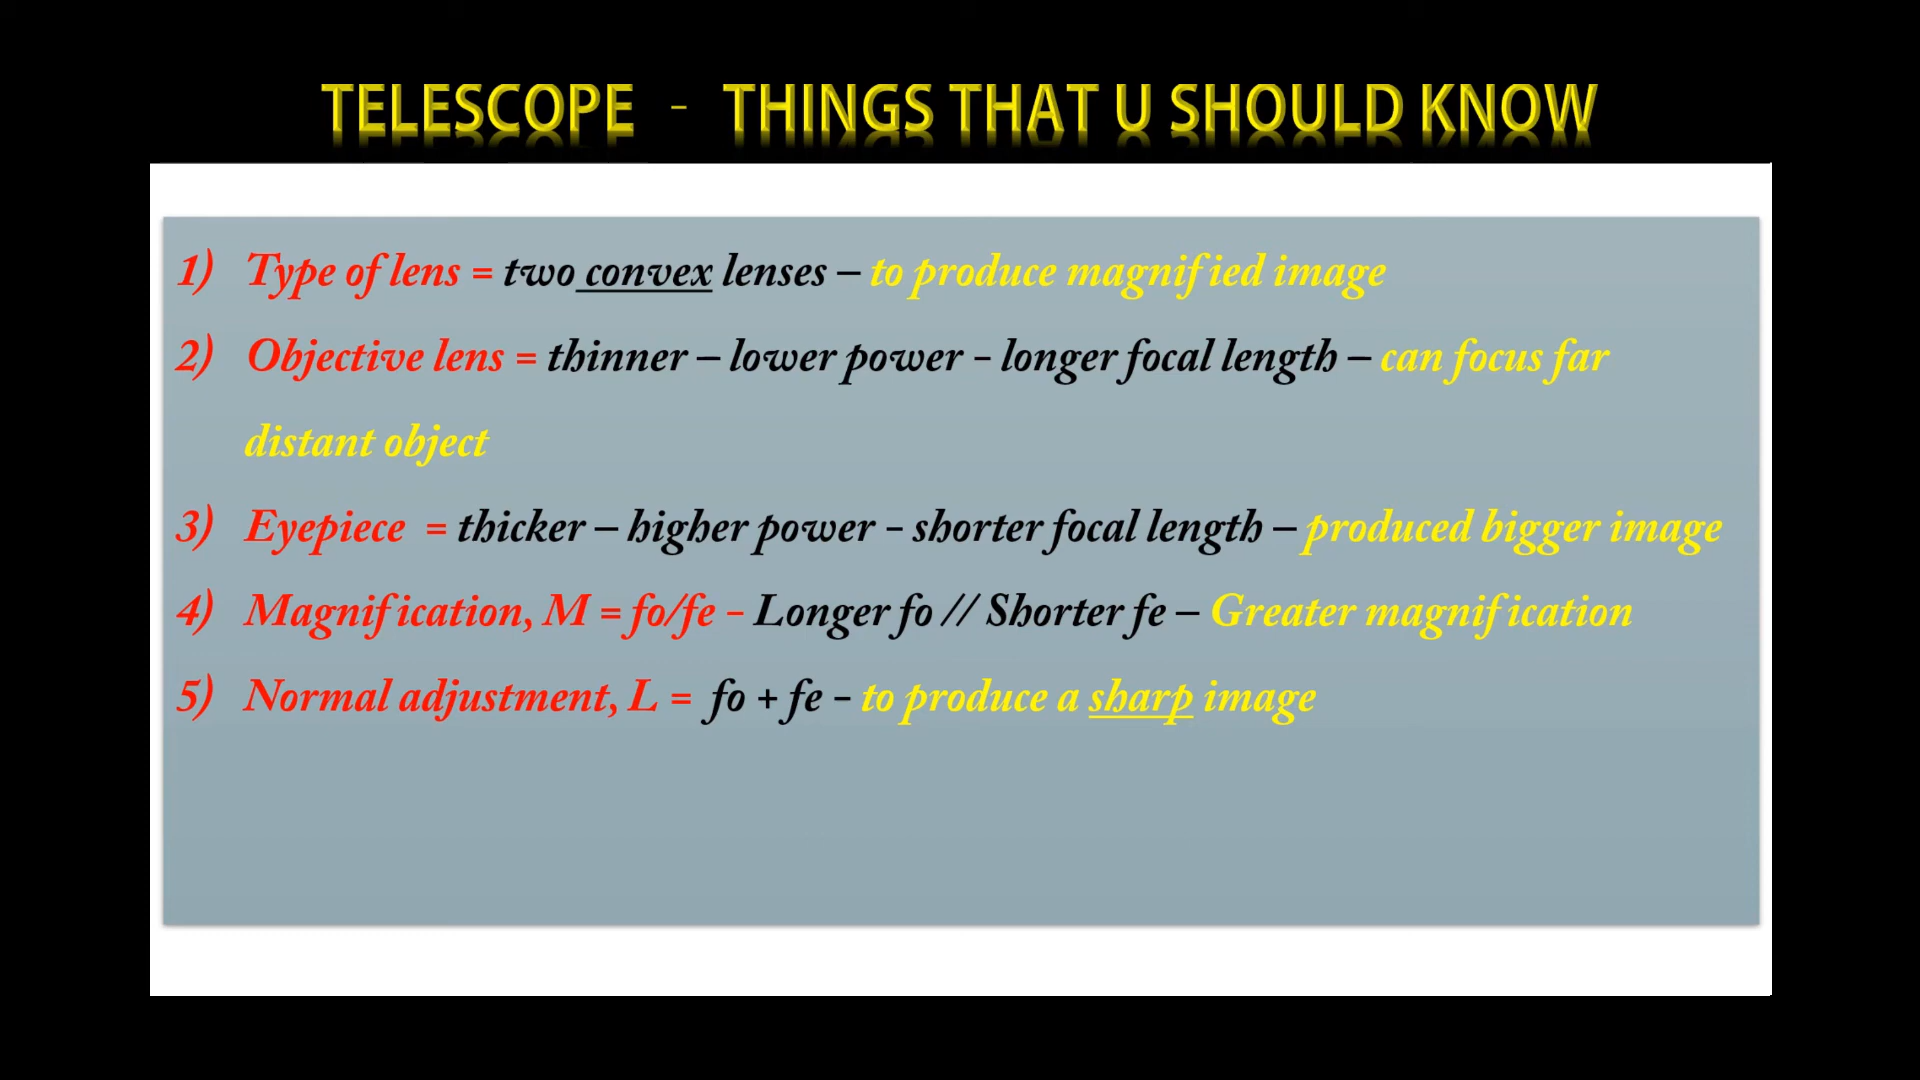 TELESCOPE - THINGS THAT U SHOULD KNOW
1) Type of lens = two convex lenses – to produce magnified image
2) Objective lens = thinner – lower power - longer focal length – can focus far
distant object
3) Eyepiece = thicker – higher power - shorter focal length – produced bigger image
4) Magnification, M = fo/fe - Longer fo // Shorter fe – Greater magnification
5) Normal adjustment, L = fo + fe - to produce a sharp image